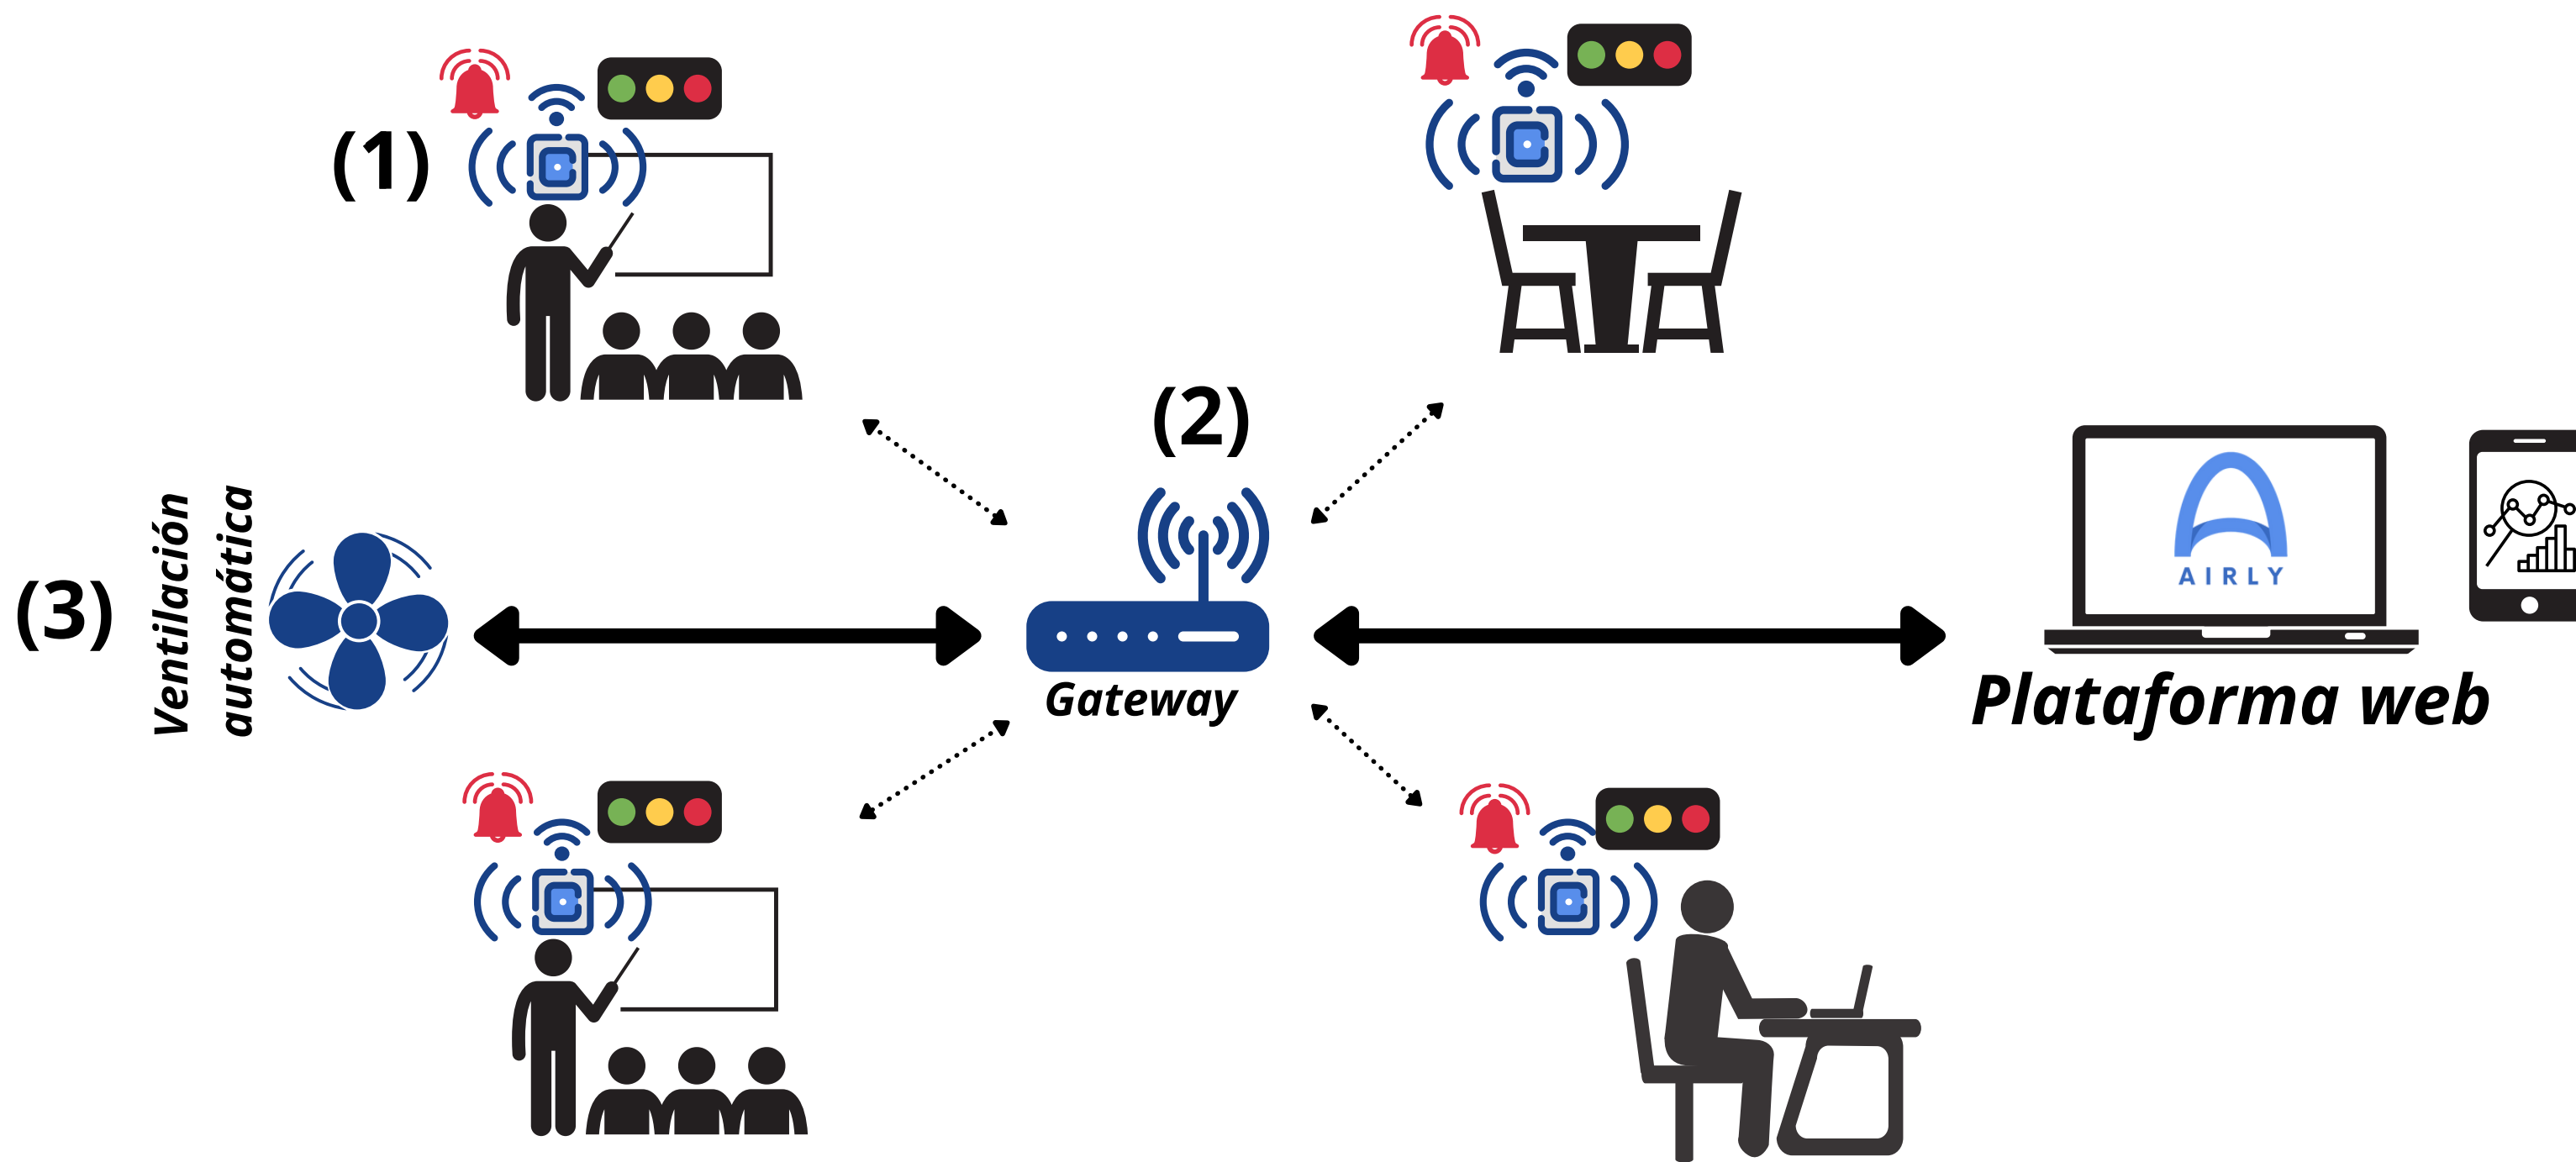 (1)
(2)
(3)
Ventilación
automática
Gateway
AIRLY
Plataforma web